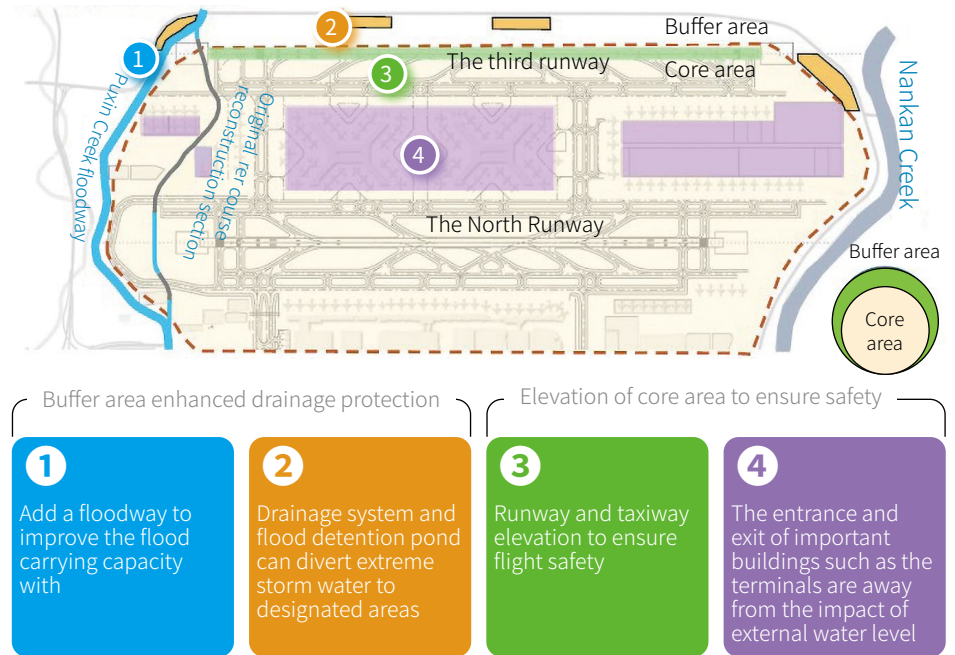 2
Buffer area
1
The third runway
3
Core area
Puxin Creek floodway
Original rer course
reconstruction section
4
Nankan Creek
The North Runway
Buffer area
Core
area
Buffer area enhanced drainage protection
Elevation of core area to ensure safety
1
Add a floodway to
improve the flood
carrying capacity
with
2
Drainage system and
flood detention pond
can divert extreme
storm water to
designated areas
3
Runway and taxiway
elevation to ensure
flight safety
4
The entrance and
exit of important
buildings such as the
terminals are away
from the impact of
external water level